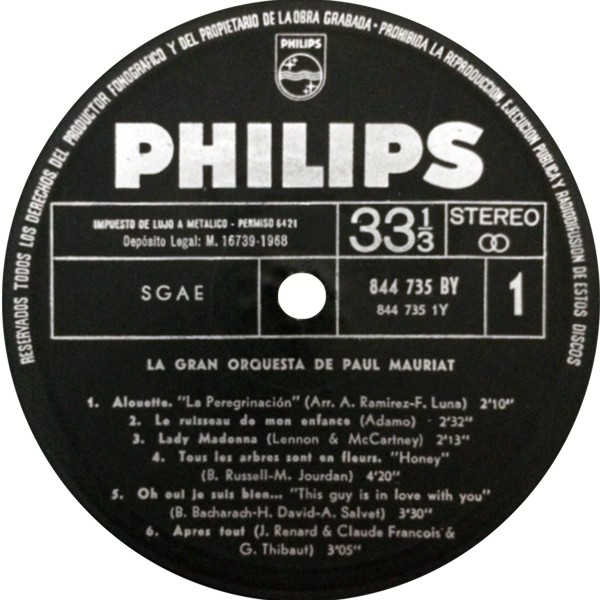 RESERVADOS TODOS LOS DERECHOS DEL PRODUCTOR FONOGRAFICO Y DEL PROPIETARIO DE LA OBRA GRABADA - PROHIBIDA LA REPRODUCCION, EJECUCION PUBLICA Y RADIODIFUSION DE ESTOS DISCOS
PHILIPS
PHILIPS
IMPUESTO DE LUJO A METALICO - PERMISO 6421
Depósito Legal: M. 16739-1968
33 1/3
STEREO
SGAE
844 735 BY
844 735 1Y
1
LA GRAN ORQUESTA DE PAUL MAURIAT
1. Alouette. "La Peregrinación" (Arr. A. Ramirez-F. Luna) 2'10"
2. Le ruisseau de mon enfance (Adamo) - 2'32"
3. Lady Madonna (Lennon & McCartney) 2'13"
4. Tous les arbres sont en fleurs. "Honey"
(B. Russell-M. Jourdan) 4'20"
5. Oh oui je suis bien... "This guy is in love with you"
(B. Bacharach-H. David-A. Salvet) 3'30"
6. Apres tout (J. Renard & Claude Francois &
G. Thibaut) 3'05"